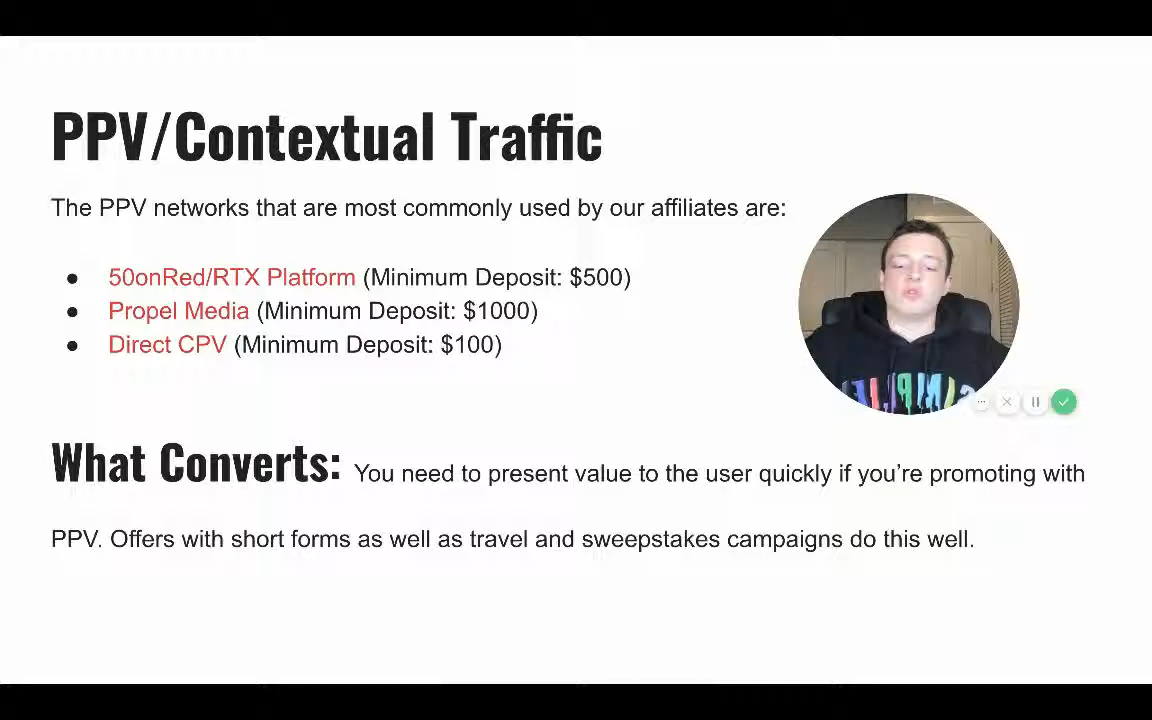 PPV/Contextual Traffic
The PPV networks that are most commonly used by our affiliates are:
● 50onRed/RTX Platform (Minimum Deposit: $500)
● Propel Media (Minimum Deposit: $1000)
● Direct CPV (Minimum Deposit: $100)
What Converts: You need to present value to the user quickly if you’re promoting with
PPV. Offers with short forms as well as travel and sweepstakes campaigns do this well.